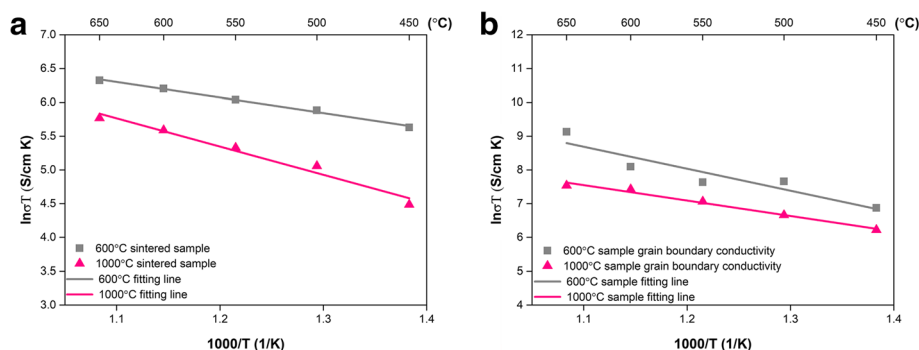 a
650 600 550 500 450 (°C)
7.0
6.5
6.0
5.5
5.0
4.5
4.0
3.5
3.0
lnσT (S/cm K)
600°C sintered sample
1000°C sintered sample
600°C fitting line
1000°C fitting line
1.1 1.2 1.3 1.4
1000/T (1/K)
b
650 600 550 500 450 (°C)
12
11
10
9
8
7
6
5
4
lnσT (S/cm K)
600°C sample grain boundary conductivity
1000°C sample grain boundary conductivity
600°C sample fitting line
1000°C sample fitting line
1.1 1.2 1.3 1.4
1000/T (1/K)